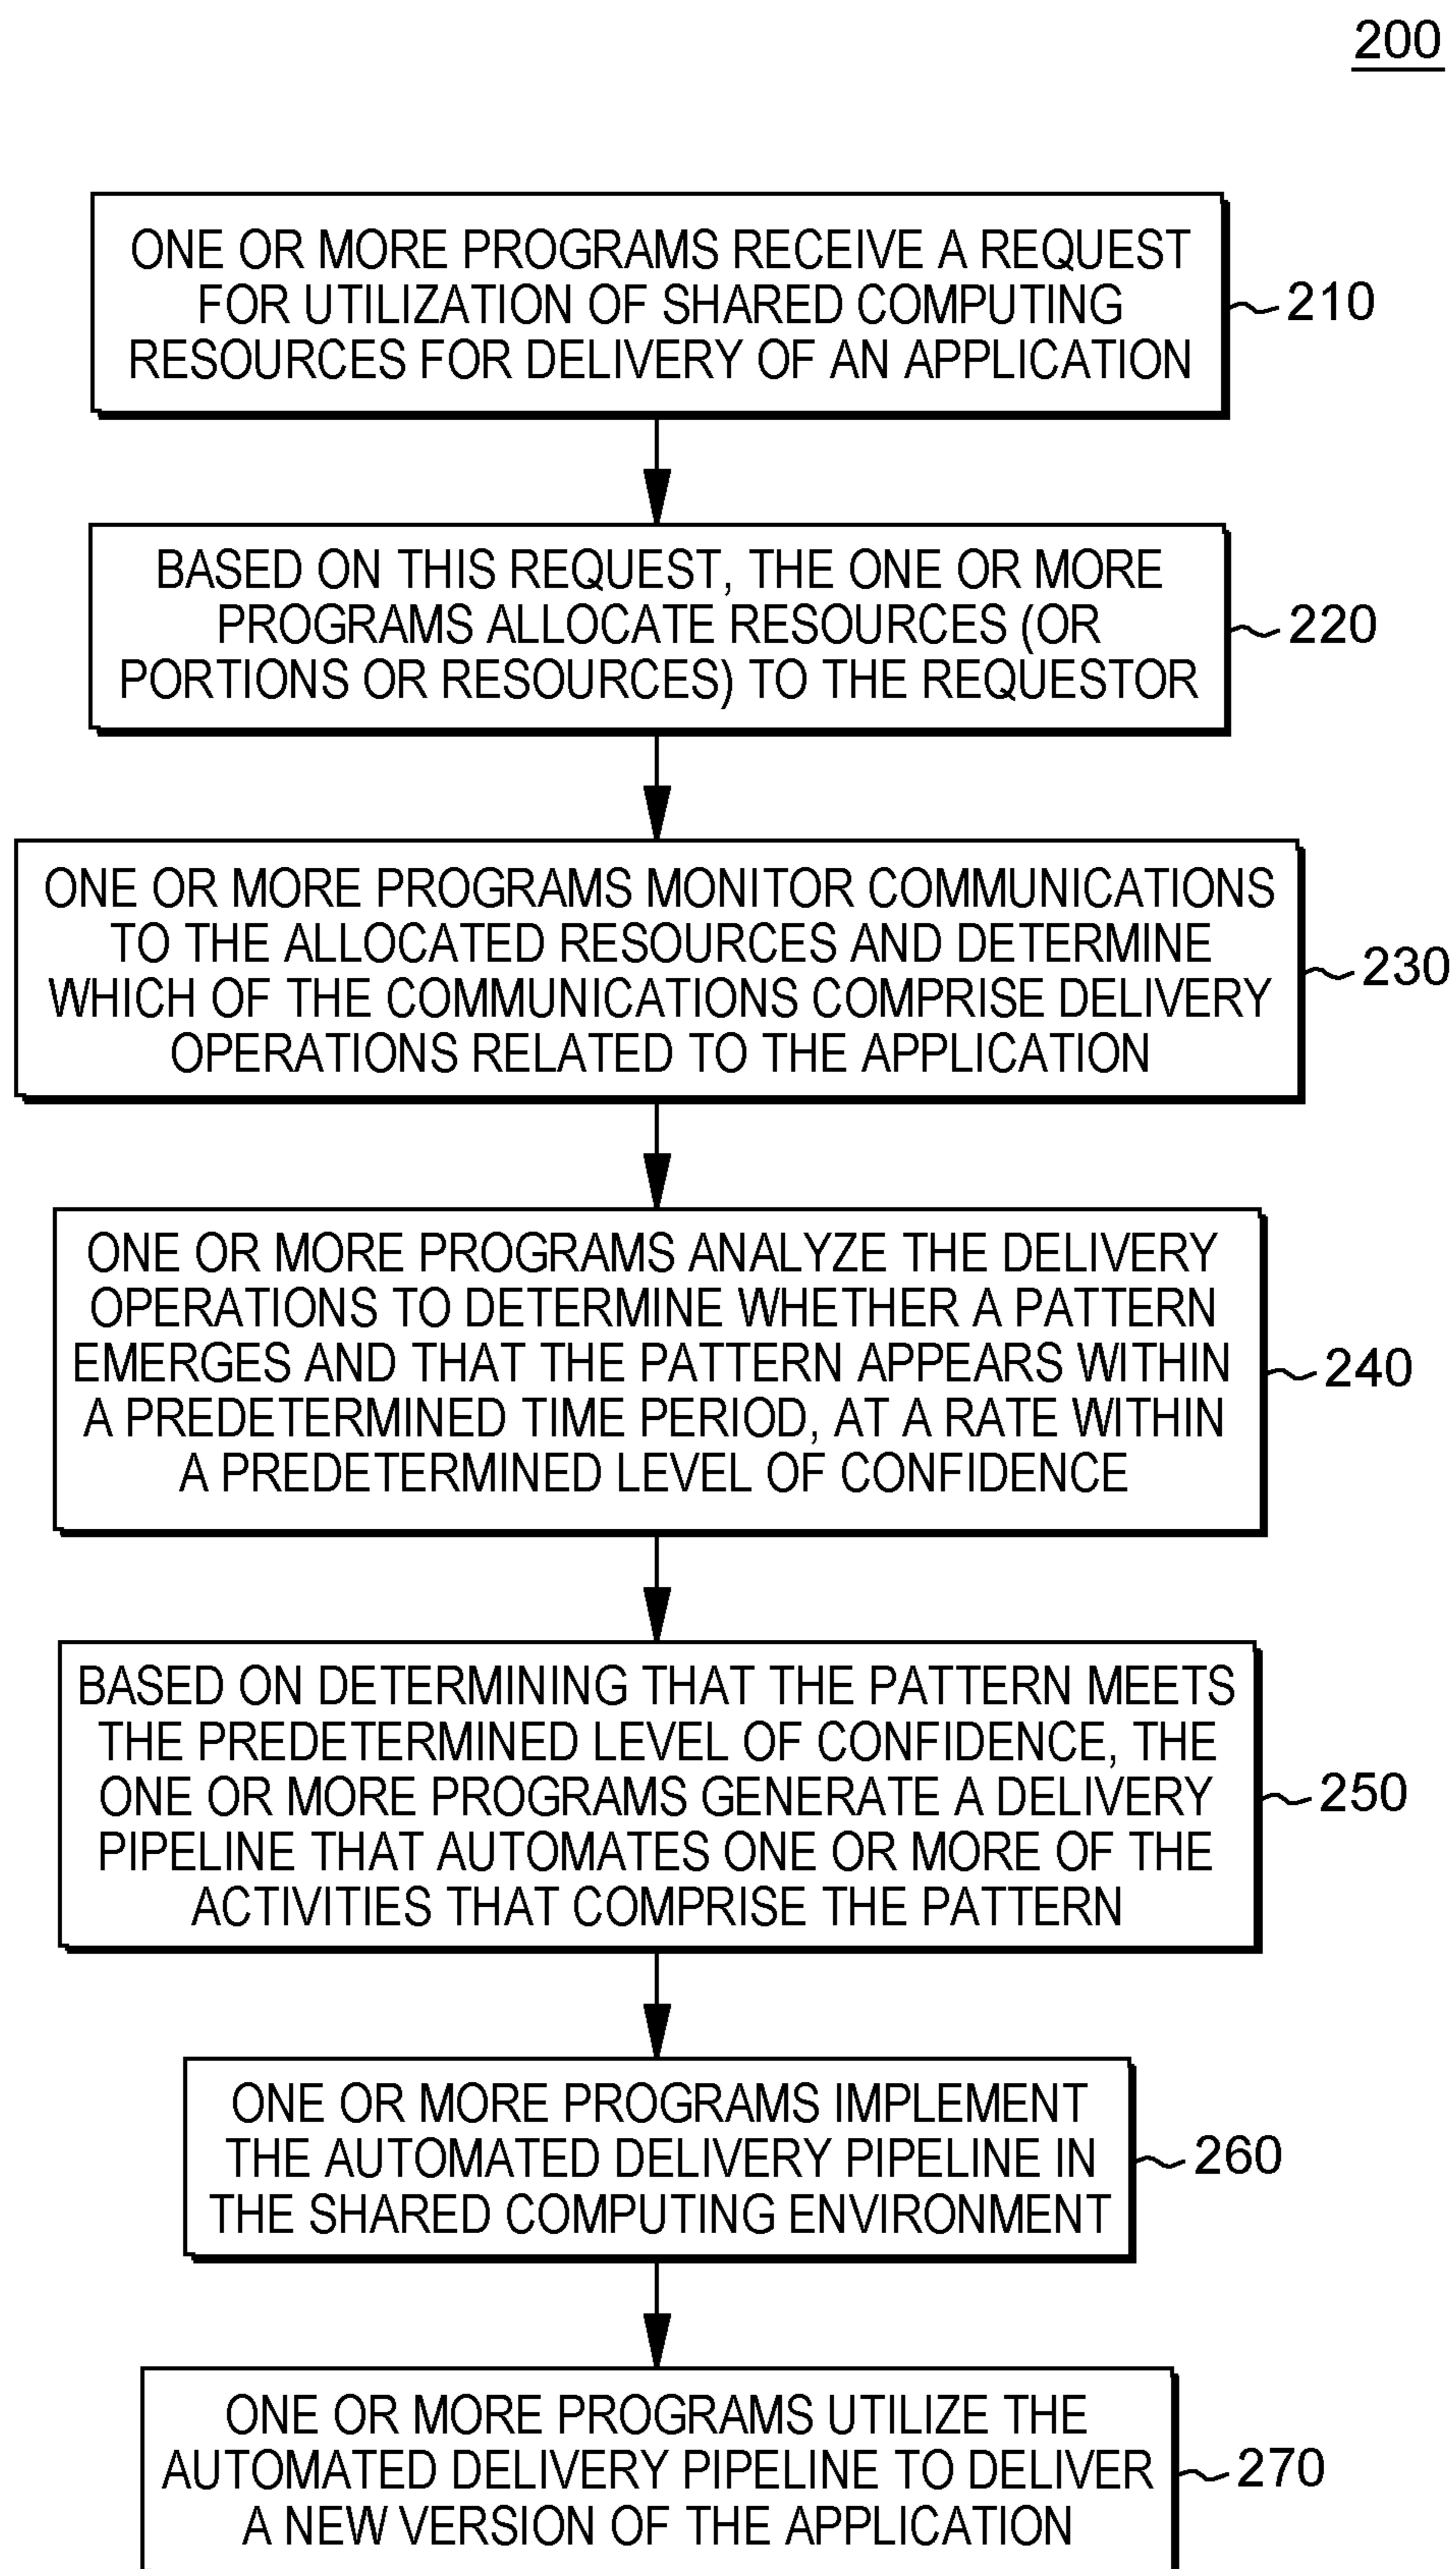 200
ONE OR MORE PROGRAMS RECEIVE A REQUEST
FOR UTILIZATION OF SHARED COMPUTING
RESOURCES FOR DELIVERY OF AN APPLICATION
210
BASED ON THIS REQUEST, THE ONE OR MORE
PROGRAMS ALLOCATE RESOURCES (OR
PORTIONS OR RESOURCES) TO THE REQUESTOR
220
ONE OR MORE PROGRAMS MONITOR COMMUNICATIONS
TO THE ALLOCATED RESOURCES AND DETERMINE
WHICH OF THE COMMUNICATIONS COMPRISE DELIVERY
OPERATIONS RELATED TO THE APPLICATION
230
ONE OR MORE PROGRAMS ANALYZE THE DELIVERY
OPERATIONS TO DETERMINE WHETHER A PATTERN
EMERGES AND THAT THE PATTERN APPEARS WITHIN
A PREDETERMINED TIME PERIOD, AT A RATE WITHIN
A PREDETERMINED LEVEL OF CONFIDENCE
240
BASED ON DETERMINING THAT THE PATTERN MEETS
THE PREDETERMINED LEVEL OF CONFIDENCE, THE
ONE OR MORE PROGRAMS GENERATE A DELIVERY
PIPELINE THAT AUTOMATES ONE OR MORE OF THE
ACTIVITIES THAT COMPRISE THE PATTERN
250
ONE OR MORE PROGRAMS IMPLEMENT
THE AUTOMATED DELIVERY PIPELINE IN
THE SHARED COMPUTING ENVIRONMENT
260
ONE OR MORE PROGRAMS UTILIZE THE
AUTOMATED DELIVERY PIPELINE TO DELIVER
A NEW VERSION OF THE APPLICATION
270